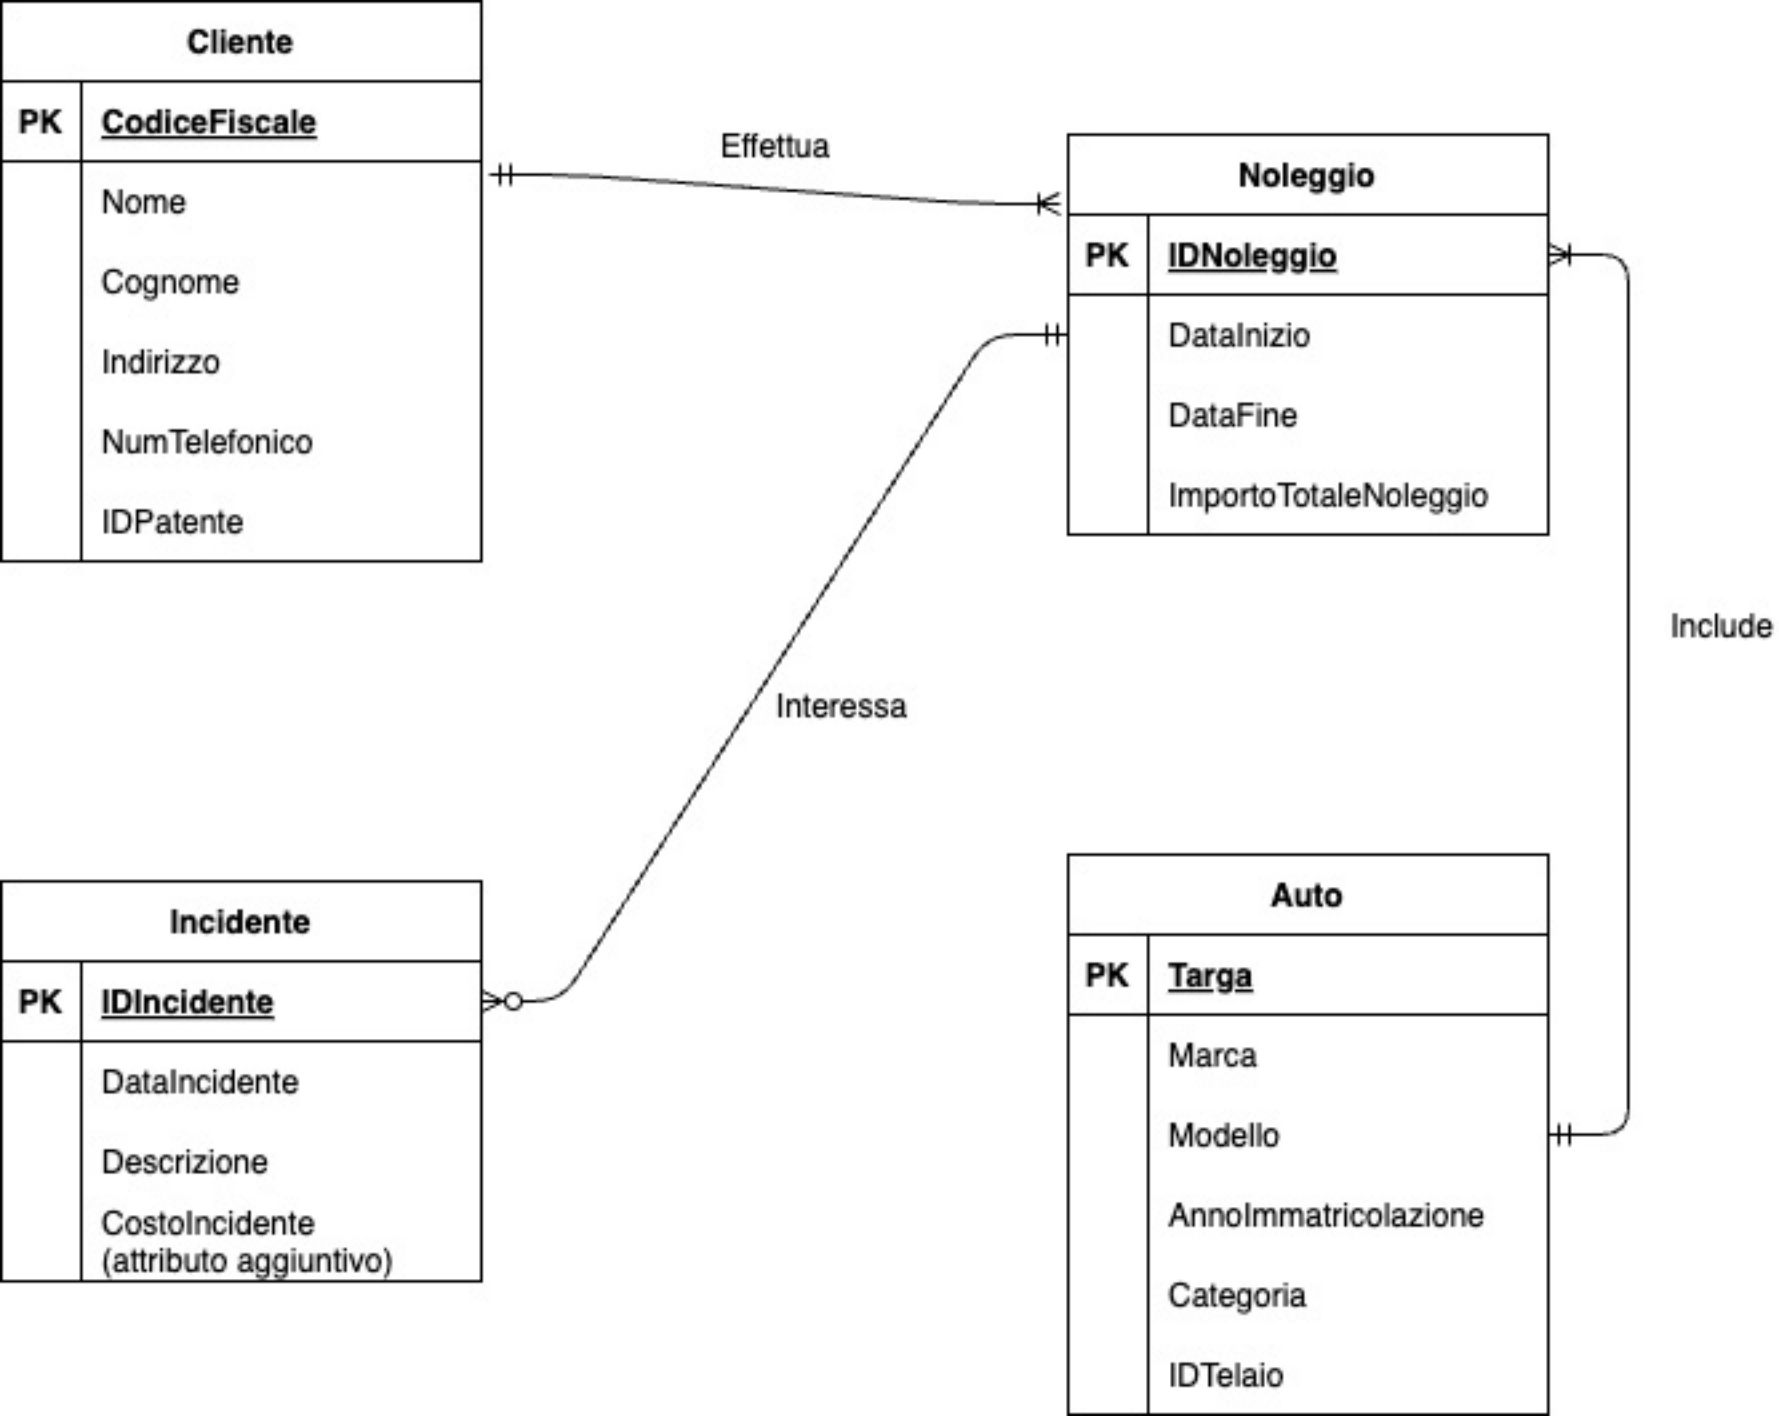 Cliente
PK CodiceFiscale
Nome
Cognome
Indirizzo
NumTelefonico
IDPatente
Effettua
Noleggio
PK IDNoleggio
DataInizio
DataFine
ImportoTotaleNoleggio
Include
Interessa
Incidente
PK IDIncidente
DataIncidente
Descrizione
CostoIncidente
(attributo aggiuntivo)
Auto
PK Targa
Marca
Modello
AnnoImmatricolazione
Categoria
IDTelaio